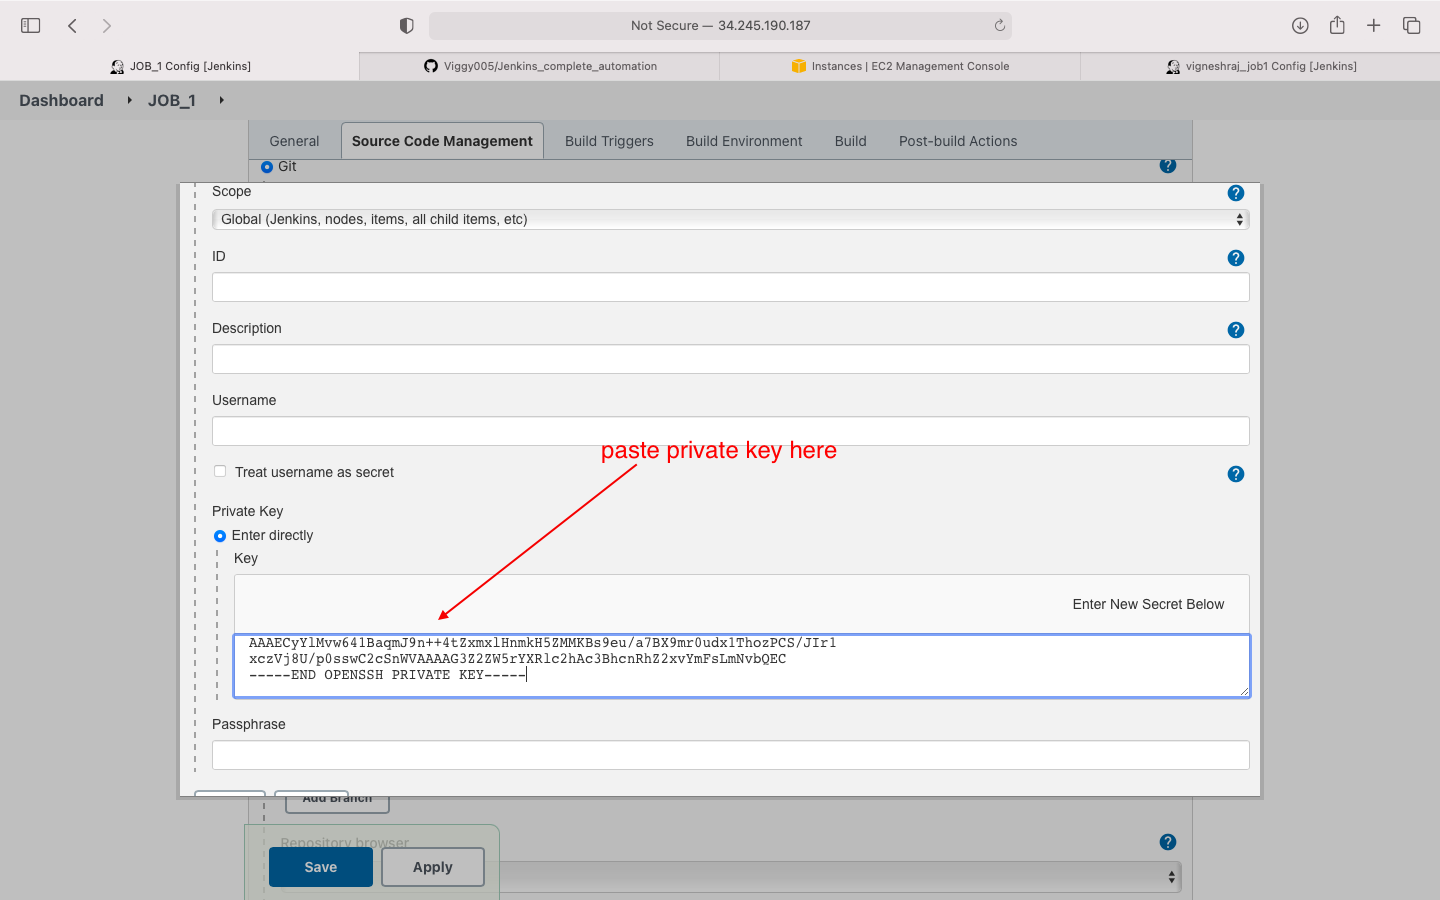 Not Secure — 34.245.190.187
JOB_1 Config [Jenkins]
Viggy005/Jenkins_complete_automation
Instances | EC2 Management Console
vigneshraj_job1 Config [Jenkins]
Dashboard JOB_1
General Source Code Management Build Triggers Build Environment Build Post-build Actions
Git
Scope
Global (Jenkins, nodes, items, all child items, etc)
ID
Description
Username
paste private key here
Treat username as secret
Private Key
Enter directly
Key
Enter New Secret Below
AAAECyYlMvw641BaqmJ9n++4tZxmxlHnmkH5ZMMKBs9eu/a7BX9mr0udx1ThozPCS/JIr1
xczVj8U/p0sswC2cSnWVAAAAG3Z2ZW5rYXRlc2hAc3BhcnRhZ2xvYmFsLmNvbQEC
-----END OPENSSH PRIVATE KEY-----
Passphrase
Add Branch
Repository browser
Save Apply